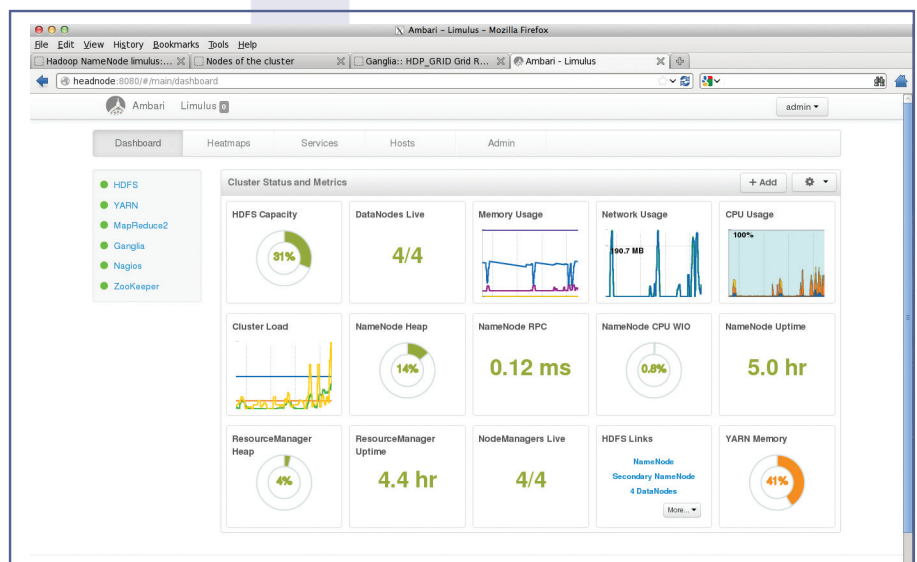 Ambari – Limulus – Mozilla Firefox
File Edit View History Bookmarks Tools Help
Hadoop NameNode limulus:...
Nodes of the cluster
Ganglia:: HDP_GRID Grid R...
Ambari - Limulus
headnode:8080/#/main/dashboard
Ambari Limulus 0
admin
Dashboard Heatmaps Services Hosts Admin
HDFS
YARN
MapReduce2
Ganglia
Nagios
ZooKeeper
Cluster Status and Metrics
+ Add
HDFS Capacity
31%
DataNodes Live
4/4
Memory Usage
Network Usage
190.7 MB
CPU Usage
100%
Cluster Load
NameNode Heap
14%
NameNode RPC
0.12 ms
NameNode CPU WIO
0.8%
NameNode Uptime
5.0 hr
ResourceManager
Heap
4%
ResourceManager
Uptime
4.4 hr
NodeManagers Live
4/4
HDFS Links
NameNode
Secondary NameNode
4 DataNodes
More...
YARN Memory
41%